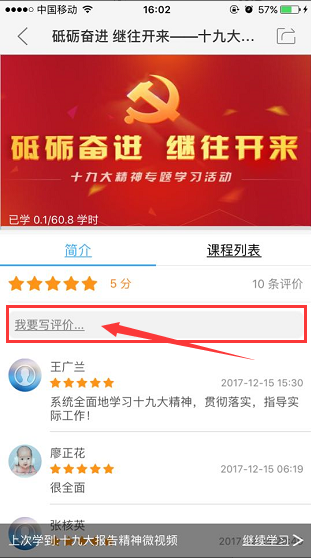 中国移动 16:02 57%
砥砺奋进 继往开来——十九大...
砥砺奋进 继往开来
十九大精神专题学习活动
已学 0.1/60.8 学时
简介 课程列表
5 分 10 条评价
我要写评价...
王广兰
2017-12-15 15:30
系统全面地学习十九大精神，贯彻落实，指导实
际工作！
廖正花
2017-12-15 06:19
很全面
张核英
上次学到:十九大报告精神微视频 继续学习 >